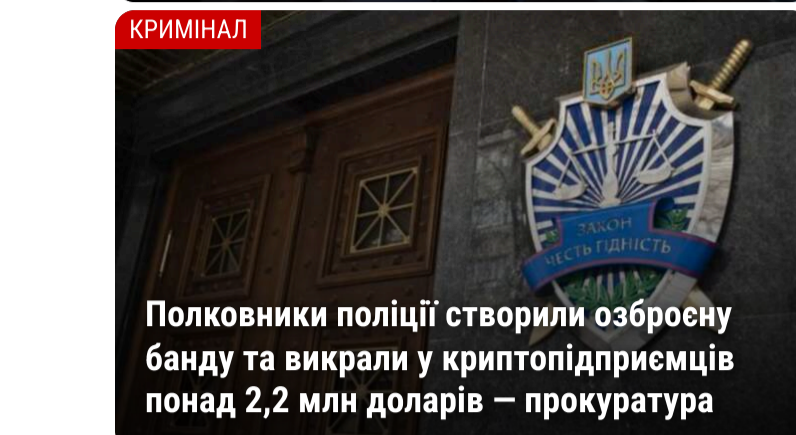 КРИМІНАЛ
ЗАКОН
ЧЕСТЬ ГІДНІСТЬ
Полковники поліції створили озброєну
банду та викрали у криптопідприємців
понад 2,2 млн доларів — прокуратура